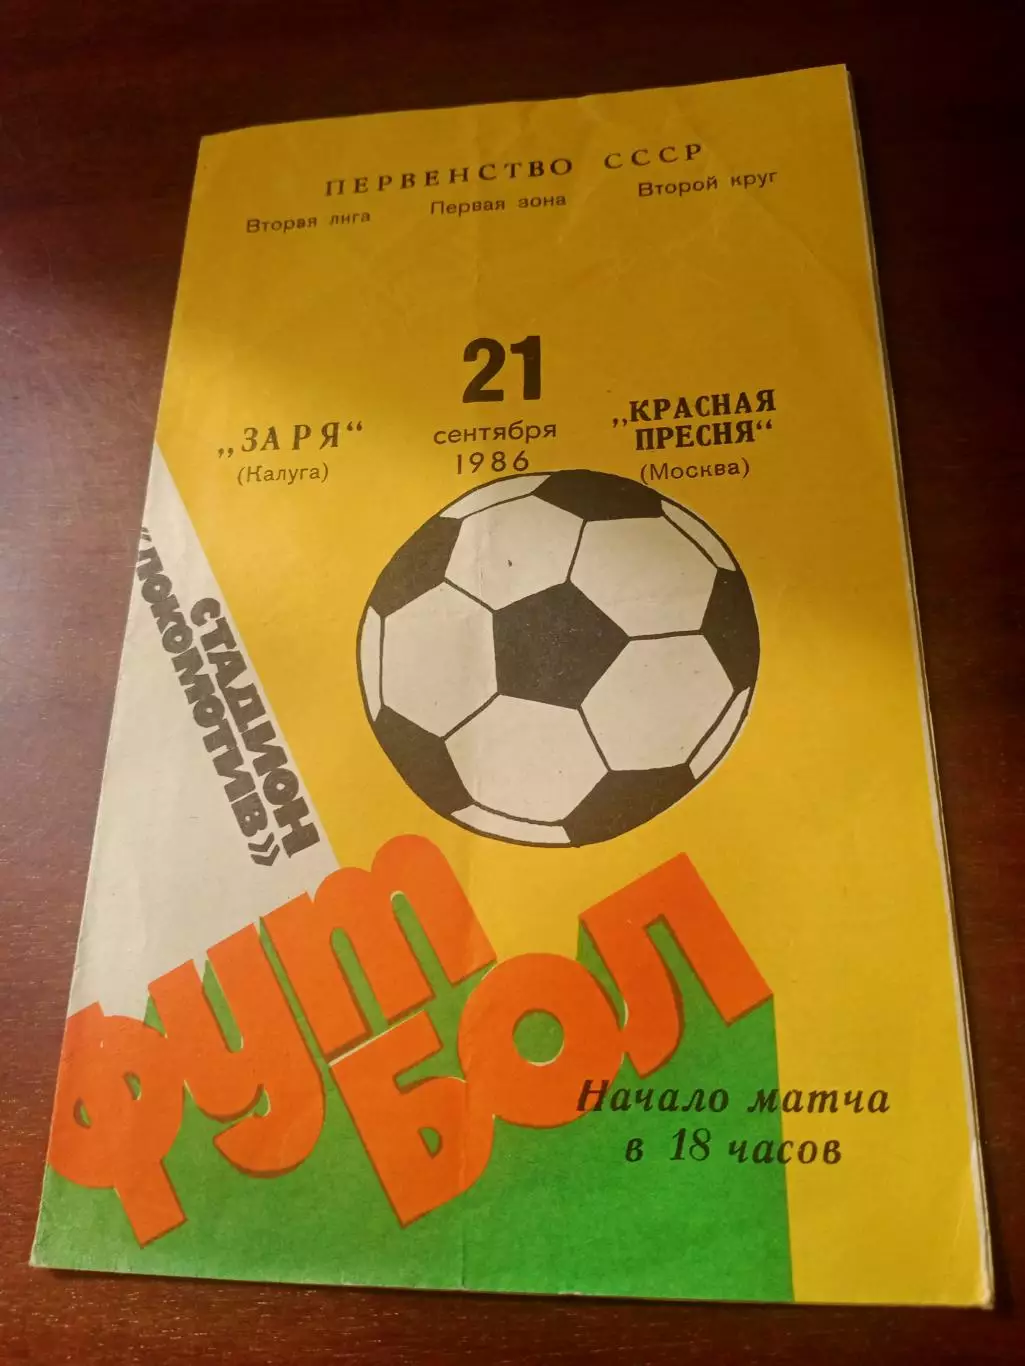 ПЕРВЕНСТВО СССР
Вторая лига Первая зона Второй круг
21
сентября
1986
„ЗАРЯ“
(Калуга)
„КРАСНАЯ
ПРЕСНЯ“
(Москва)
СТАДИОН
«ЛОКОМОТИВ»
ФУТ
БОЛ
Начало матча
в 18 часов